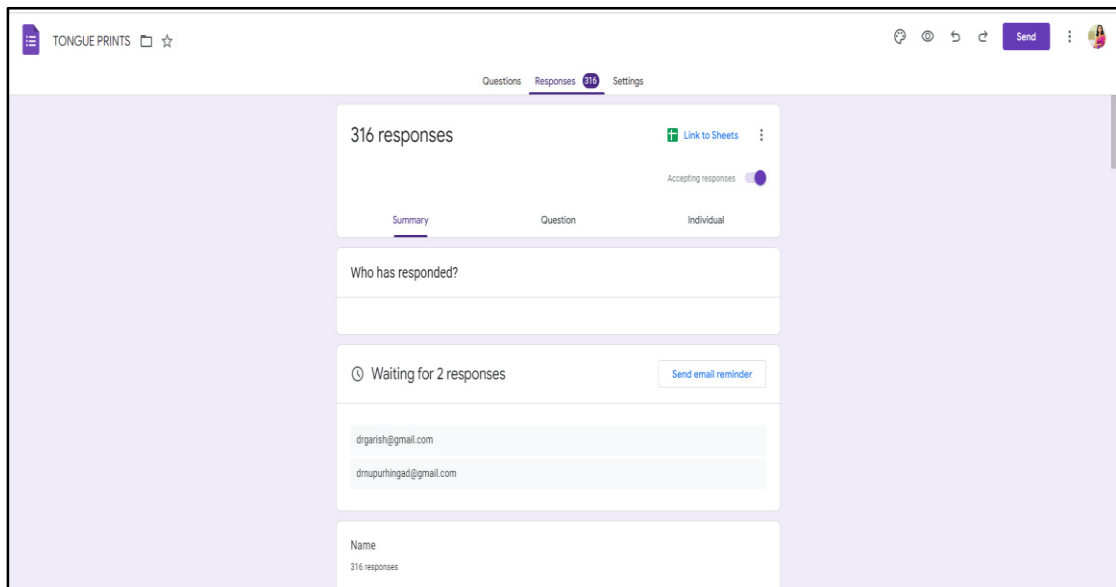 TONGUE PRINTS
Send
Questions Responses 316 Settings
316 responses
Link to Sheets
Accepting responses
Summary Question Individual
Who has responded?
Waiting for 2 responses
Send email reminder
drgarish@gmail.com
drnupurhingad@gmail.com
Name
316 responses